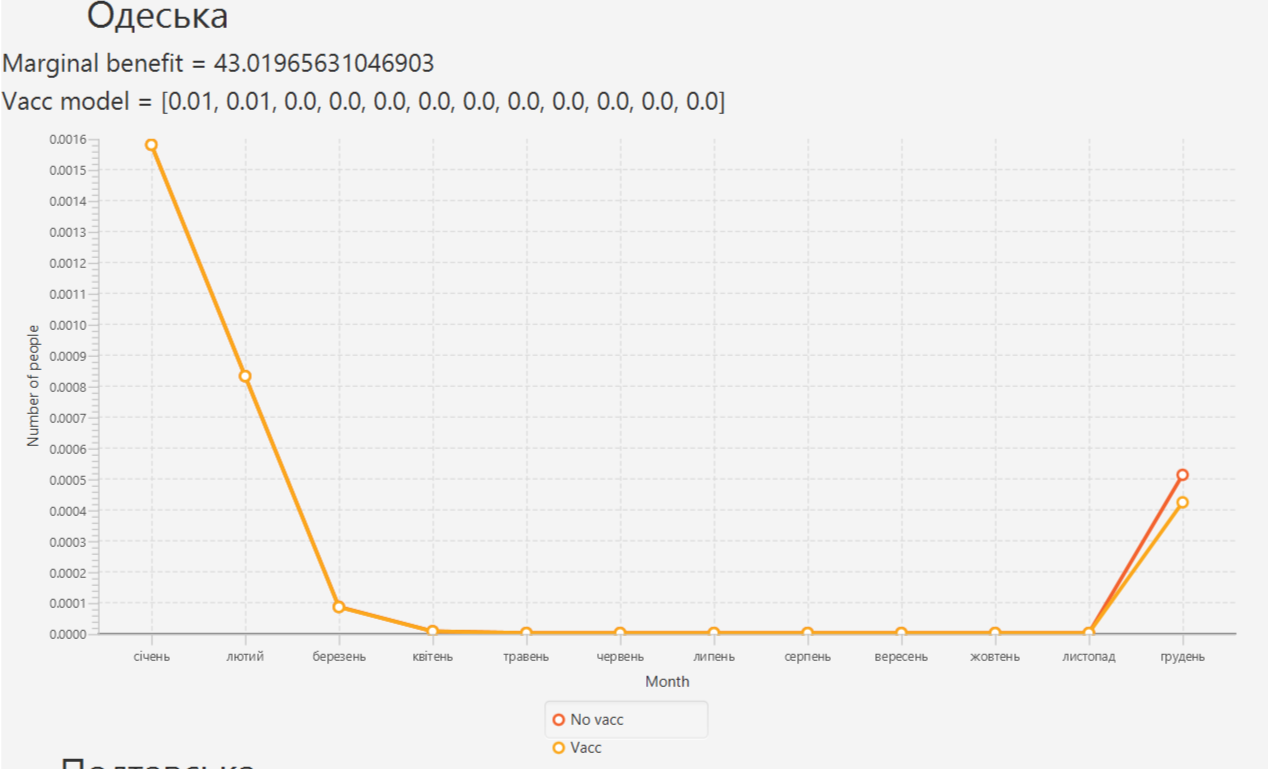 Одеська
Marginal benefit = 43.01965631046903
Vacc model = [0.01, 0.01, 0.0, 0.0, 0.0, 0.0, 0.0, 0.0, 0.0, 0.0, 0.0, 0.0]
0.0016
0.0015
0.0014
0.0013
0.0012
0.0011
0.0010
0.0009
0.0008
0.0007
0.0006
0.0005
0.0004
0.0003
0.0002
0.0001
0.0000
Number of people
січень лютий березень квітень травень червень липень серпень вересень жовтень листопад грудень
Month
No vacc
Vacc